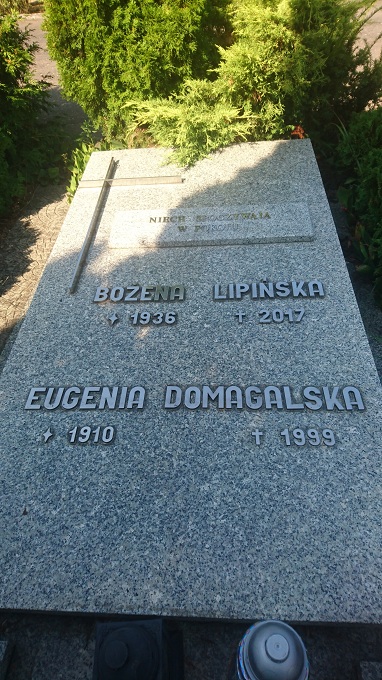 NIECH SPOCZYWAJĄ
W POKOJU
BOŻENA LIPIŃSKA
✦ 1936 ✝ 2017
EUGENIA DOMAGALSKA
✦ 1910 ✝ 1999